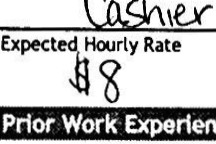 Cashier
Expected Hourly Rate
$8
Prior Work Experien